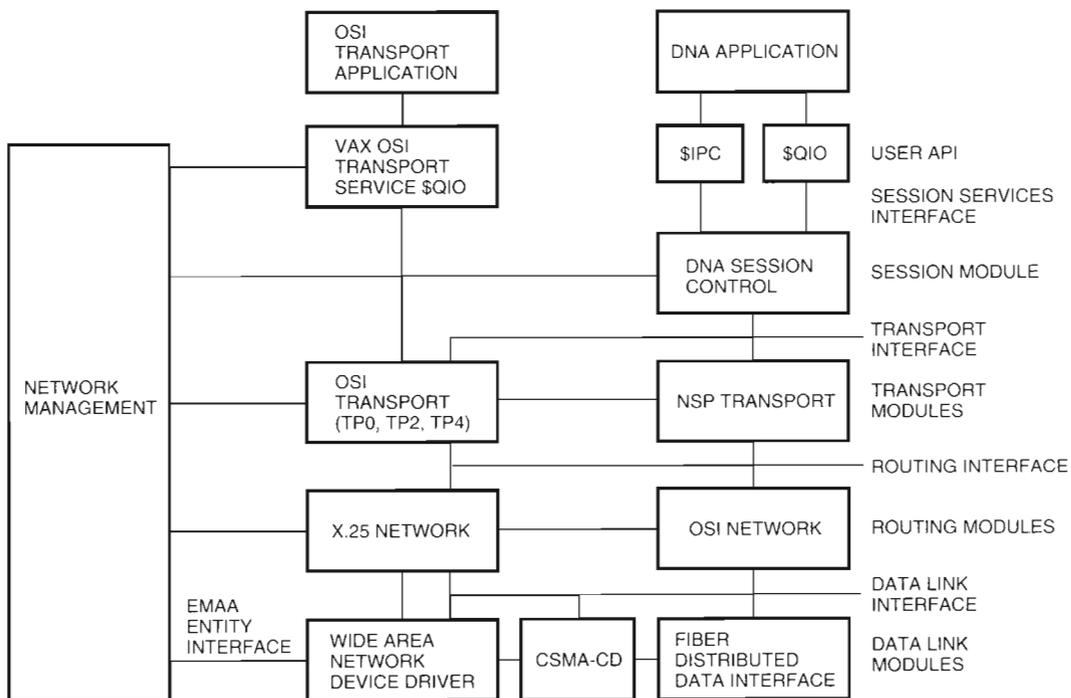 OSI
TRANSPORT
APPLICATION
DNA APPLICATION
VAX OSI
TRANSPORT
SERVICE $QIO
$IPC
$QIO
USER API
SESSION SERVICES
INTERFACE
DNA SESSION
CONTROL
SESSION MODULE
TRANSPORT
INTERFACE
NETWORK
MANAGEMENT
OSI
TRANSPORT
(TP0, TP2, TP4)
NSP TRANSPORT
TRANSPORT
MODULES
ROUTING INTERFACE
X.25 NETWORK
OSI NETWORK
ROUTING MODULES
DATA LINK
INTERFACE
EMAA
ENTITY
INTERFACE
WIDE AREA
NETWORK
DEVICE DRIVER
CSMA-CD
FIBER
DISTRIBUTED
DATA INTERFACE
DATA LINK
MODULES